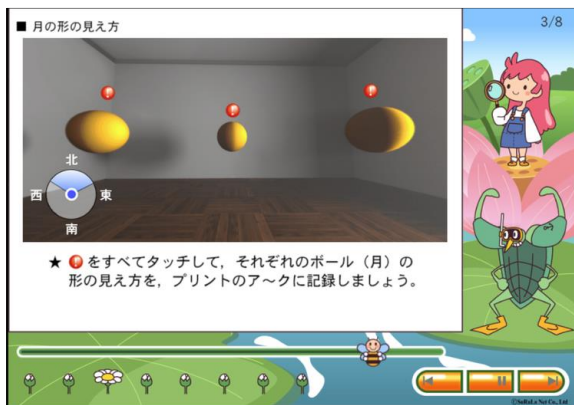 3/8
■ 月の形の見え方
北
西
東
南
★ をすべてタッチして，それぞれのボール（月）の
形の見え方を，プリントのア～クに記録しましょう。